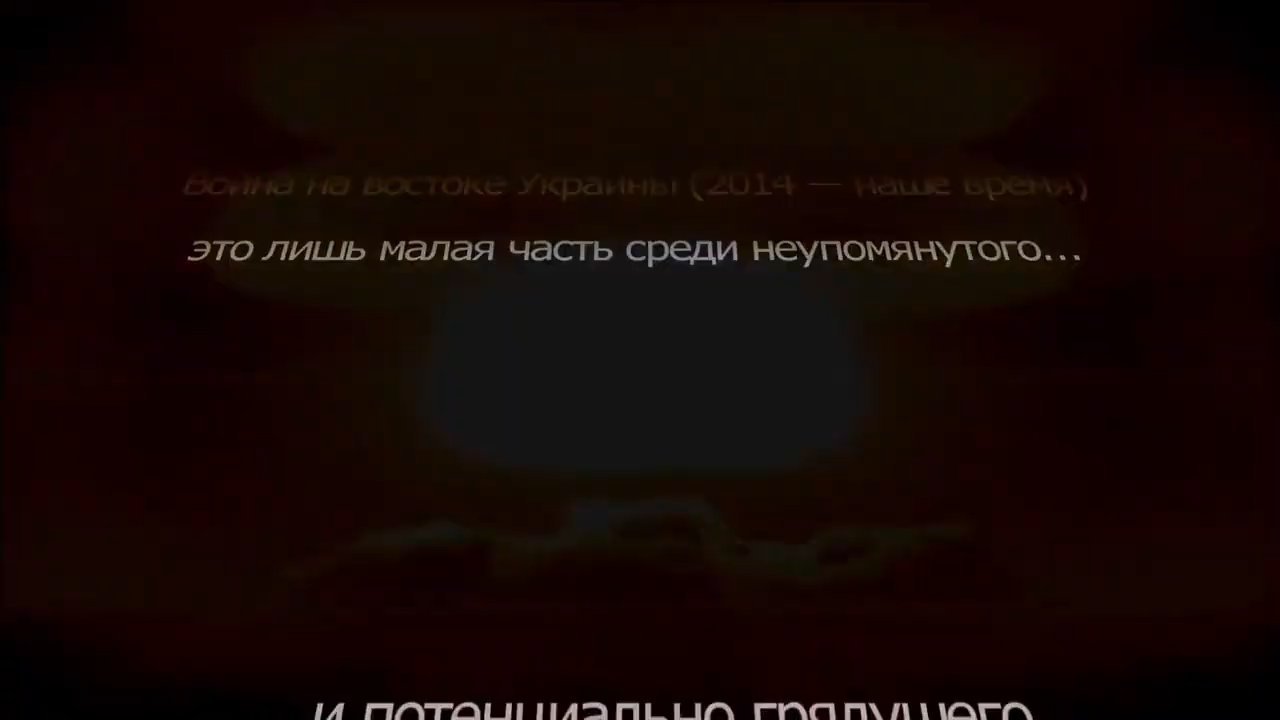 Война на востоке Украины (2014 — наше время)
это лишь малая часть среди неупомянутого...
и потенциально грядущего